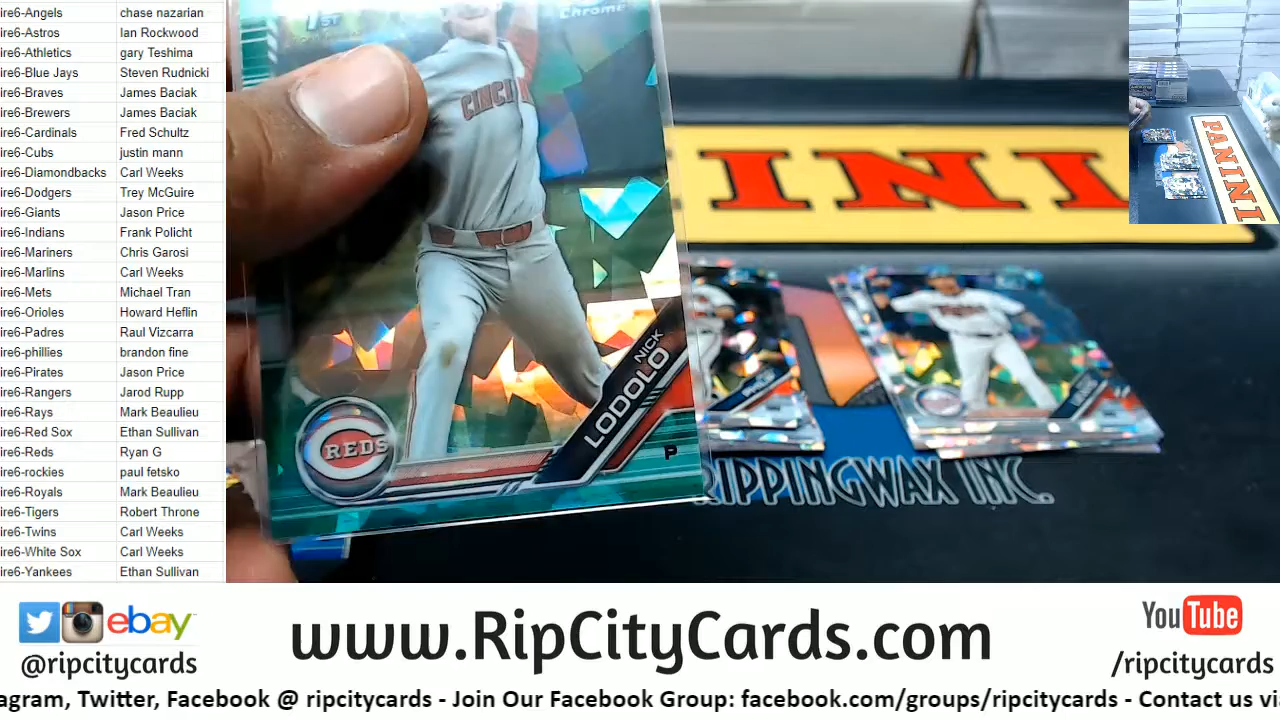 ire6-Angels chase nazarian
ire6-Astros Ian Rockwood
ire6-Athletics gary Teshima
ire6-Blue Jays Steven Rudnicki
ire6-Braves James Baciak
ire6-Brewers James Baciak
ire6-Cardinals Fred Schultz
ire6-Cubs justin mann
ire6-Diamondbacks Carl Weeks
ire6-Dodgers Trey McGuire
ire6-Giants Jason Price
ire6-Indians Frank Policht
ire6-Mariners Chris Garosi
ire6-Marlins Carl Weeks
ire6-Mets Michael Tran
ire6-Orioles Howard Heflin
ire6-Padres Raul Vizcarra
ire6-phillies brandon fine
ire6-Pirates Jason Price
ire6-Rangers Jarod Rupp
ire6-Rays Mark Beaulieu
ire6-Red Sox Ethan Sullivan
ire6-Reds Ryan G
ire6-rockies paul fetsko
ire6-Royals Mark Beaulieu
ire6-Tigers Robert Throne
ire6-Twins Carl Weeks
ire6-White Sox Carl Weeks
ire6-Yankees Ethan Sullivan
1ST
Chrome
CINCI
NICK
LODOLO
REDS
P
INI
PANINI
RIPPINGWAX INC.
ebay
@ripcitycards
www.RipCityCards.com
YouTube
/ripcitycards
agram, Twitter, Facebook @ ripcitycards - Join Our Facebook Group: facebook.com/groups/ripcitycards - Contact us vi